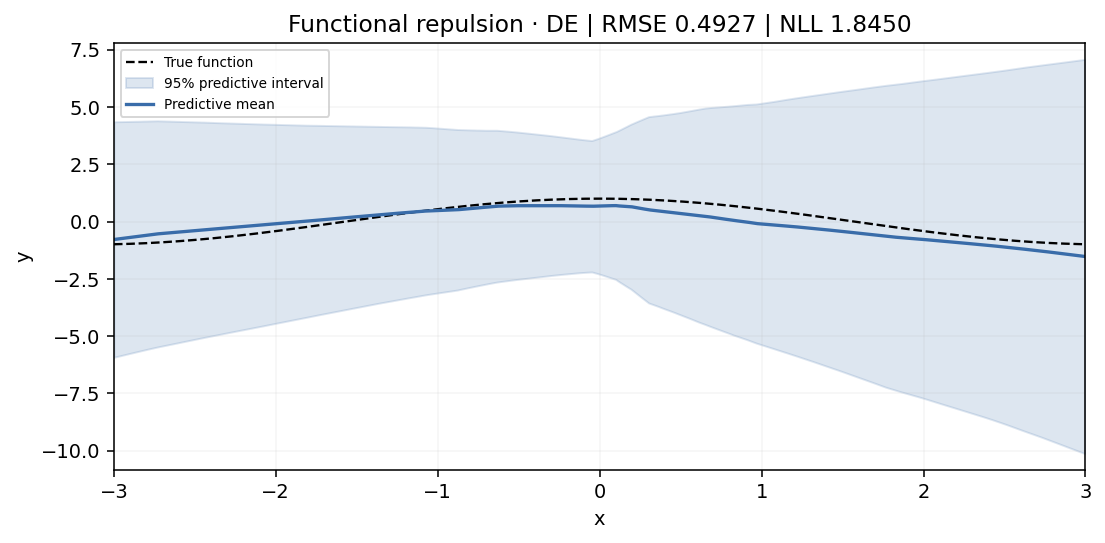 Functional repulsion · DE | RMSE 0.4927 | NLL 1.8450
True function
95% predictive interval
Predictive mean
7.5
5.0
2.5
0.0
−2.5
−5.0
−7.5
−10.0
y
−3
−2
−1
0
1
2
3
x